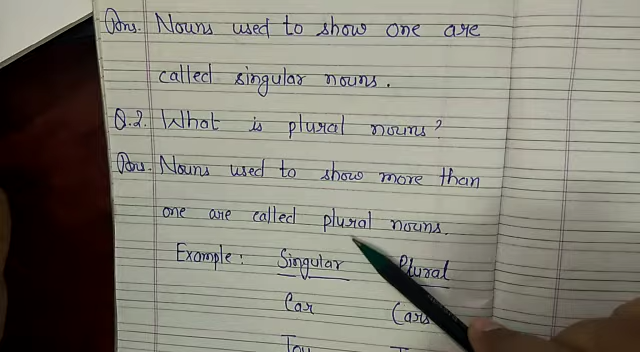 Ans. Nouns used to show one are
called singular nouns.
Q.2. What is plural nouns?
Ans. Nouns used to show more than
one are called plural nouns.
Example: Singular Plural
Car Cars